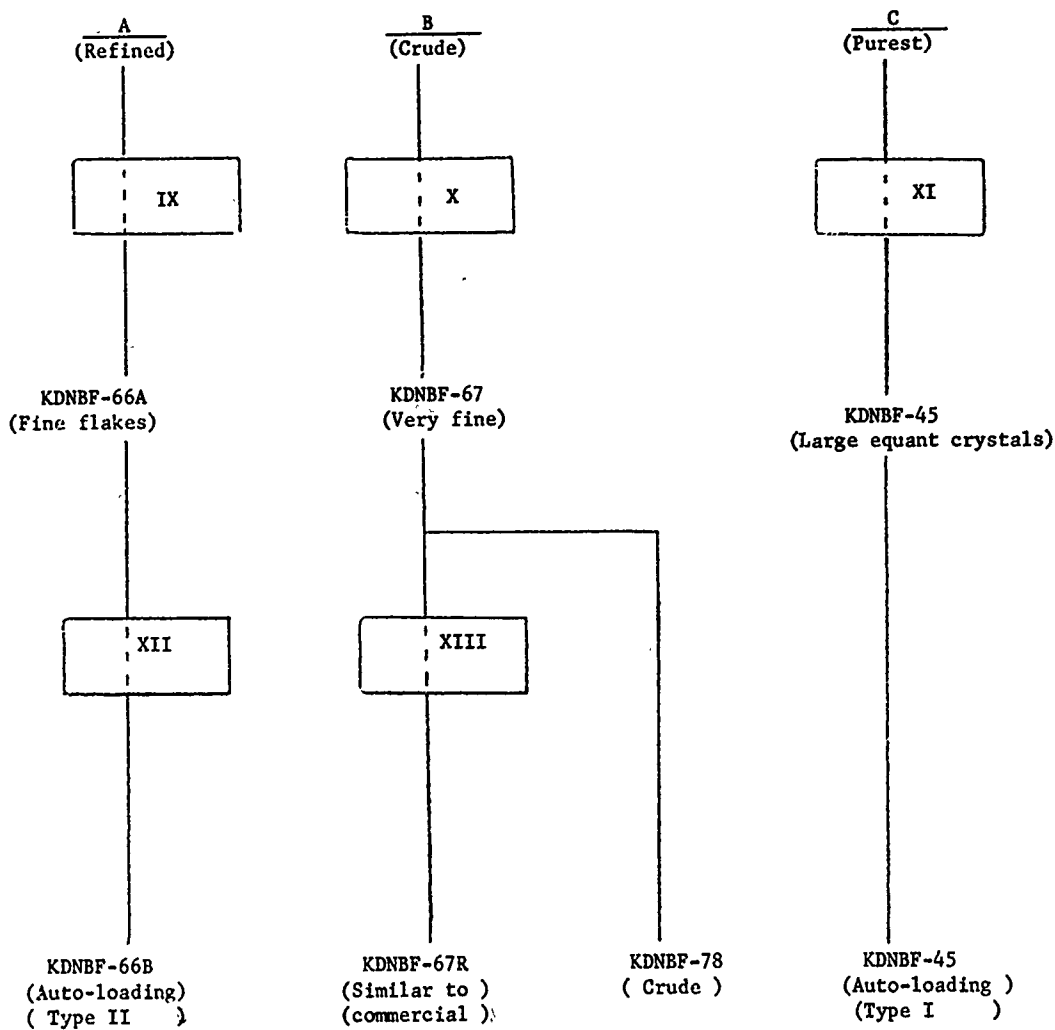 A
(Refined)
B
(Crude)
C
(Purest)
IX
X
XI
KDNBF-66A
(Fine flakes)
KDNBF-67
(Very fine)
KDNBF-45
(Large equant crystals)
XII
XIII
KDNBF-66B
(Auto-loading)
( Type II )
KDNBF-67R
(Similar to )
(commercial )
KDNBF-78
( Crude )
KDNBF-45
(Auto-loading )
(Type I )